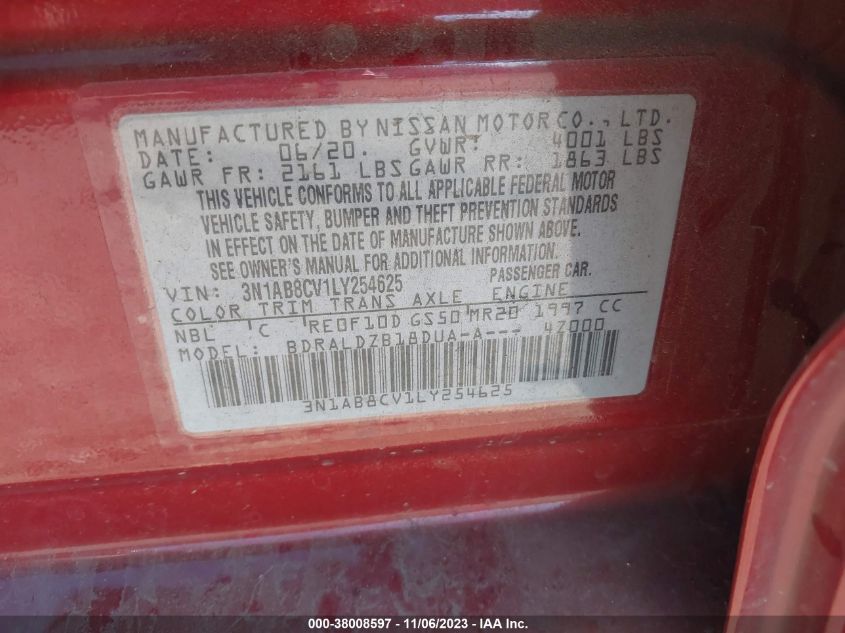 MANUFACTURED BY NISSAN MOTOR CO., LTD.
DATE: 06/20. GVWR: 4001 LBS
GAWR FR: 2161 LBS GAWR RR: 1863 LBS
THIS VEHICLE CONFORMS TO ALL APPLICABLE FEDERAL MOTOR
VEHICLE SAFETY, BUMPER AND THEFT PREVENTION STANDARDS
IN EFFECT ON THE DATE OF MANUFACTURE SHOWN ABOVE.
SEE OWNER'S MANUAL FOR ADDITIONAL INFORMATION.
VIN: 3N1AB8CV1LY254625 PASSENGER CAR.
COLOR TRIM TRANS AXLE ENGINE
NBL C RE0F10D GS50 MR20 1997 CC
MODEL: BDRALDZB18DUA-A--- 47000
3N1AB8CV1LY254625
000-38008597 - 11/06/2023 - IAA Inc.